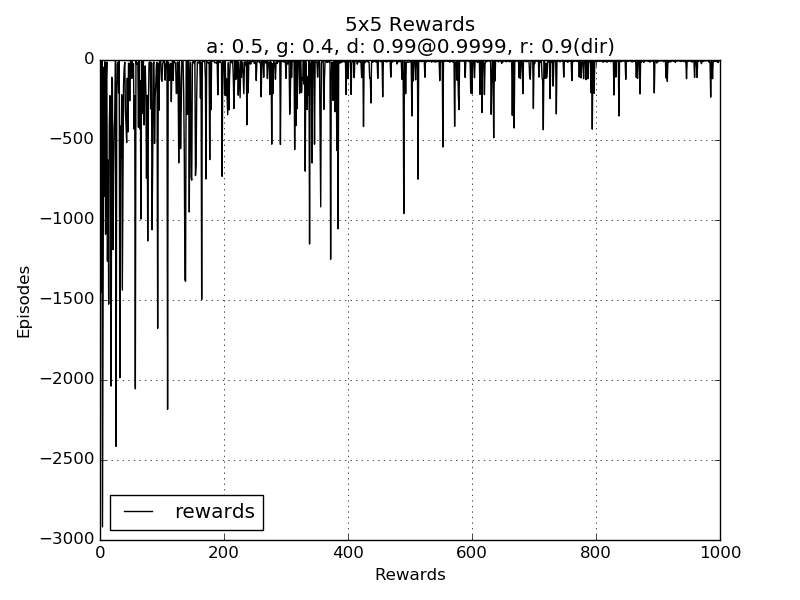 5x5 Rewards
a: 0.5, g: 0.4, d: 0.99@0.9999, r: 0.9(dir)
0
−500
−1000
−1500
−2000
−2500
−3000
Episodes
rewards
0 200 400 600 800 1000
Rewards